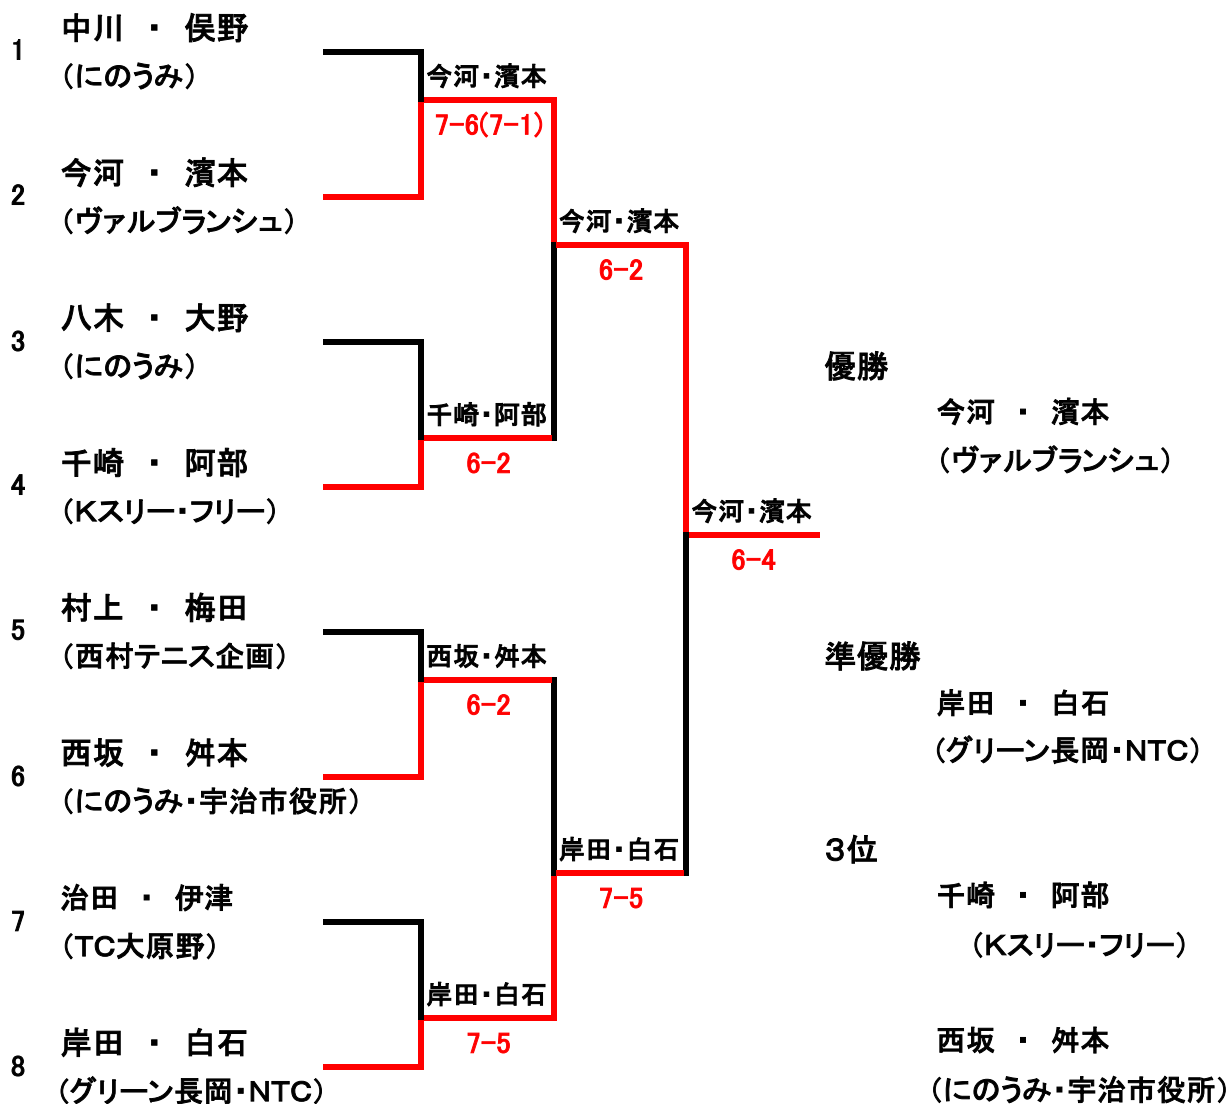 1
中川 ・ 俣野
(にのうみ)
2
今河 ・ 濱本
(ヴァルブランシュ)
3
八木 ・ 大野
(にのうみ)
4
千崎 ・ 阿部
(Kスリー・フリー)
5
村上 ・ 梅田
(西村テニス企画)
6
西坂 ・ 舛本
(にのうみ・宇治市役所)
7
治田 ・ 伊津
(TC大原野)
8
岸田 ・ 白石
(グリーン長岡・NTC)
今河・濱本
7-6(7-1)
千崎・阿部
6-2
西坂・舛本
6-2
岸田・白石
7-5
今河・濱本
6-2
岸田・白石
7-5
今河・濱本
6-4
優勝
今河 ・ 濱本
(ヴァルブランシュ)
準優勝
岸田 ・ 白石
(グリーン長岡・NTC)
3位
千崎 ・ 阿部
(Kスリー・フリー)
西坂 ・ 舛本
(にのうみ・宇治市役所)